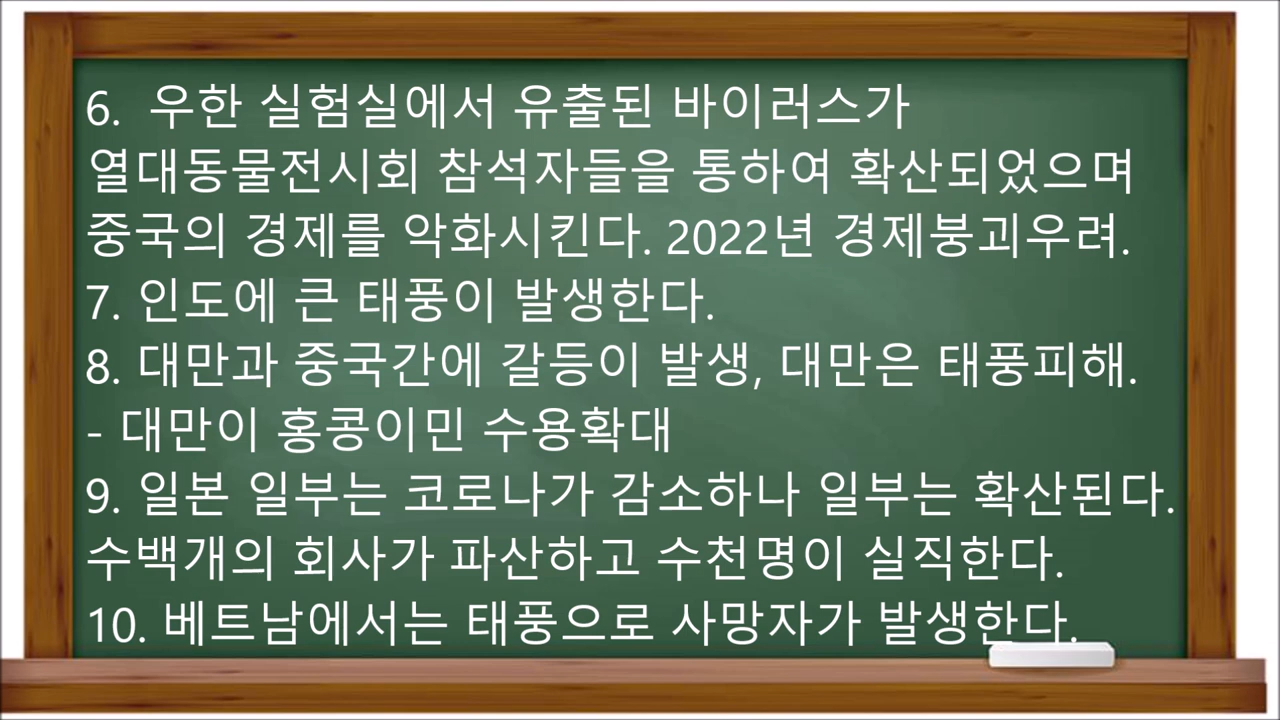 6.  우한 실험실에서 유출된 바이러스가
열대동물전시회 참석자들을 통하여 확산되었으며
중국의 경제를 악화시킨다. 2022년 경제붕괴우려.
7. 인도에 큰 태풍이 발생한다.
8. 대만과 중국간에 갈등이 발생, 대만은 태풍피해.
- 대만이 홍콩이민 수용확대
9. 일본 일부는 코로나가 감소하나 일부는 확산된다.
수백개의 회사가 파산하고 수천명이 실직한다.
10. 베트남에서는 태풍으로 사망자가 발생한다.